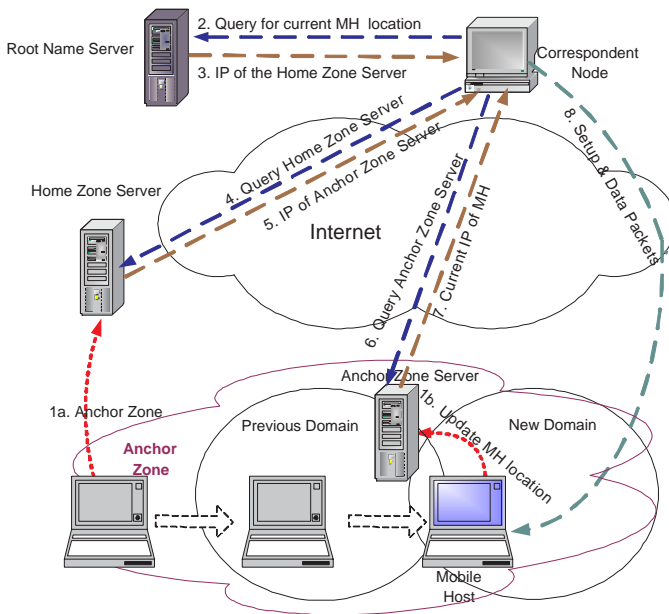 2. Query for current MH location
Root Name Server
3. IP of the Home Zone Server
Correspondent
Node
8. Setup & Data Packets
4. Query Home Zone Server
5. IP of Anchor Zone Server
Home Zone Server
Internet
6. Query Anchor Zone Server
7. Current IP of MH
Anchor Zone Server
1a. Anchor Zone
Previous Domain
1b. Update MH location
New Domain
Anchor
Zone
Mobile
Host